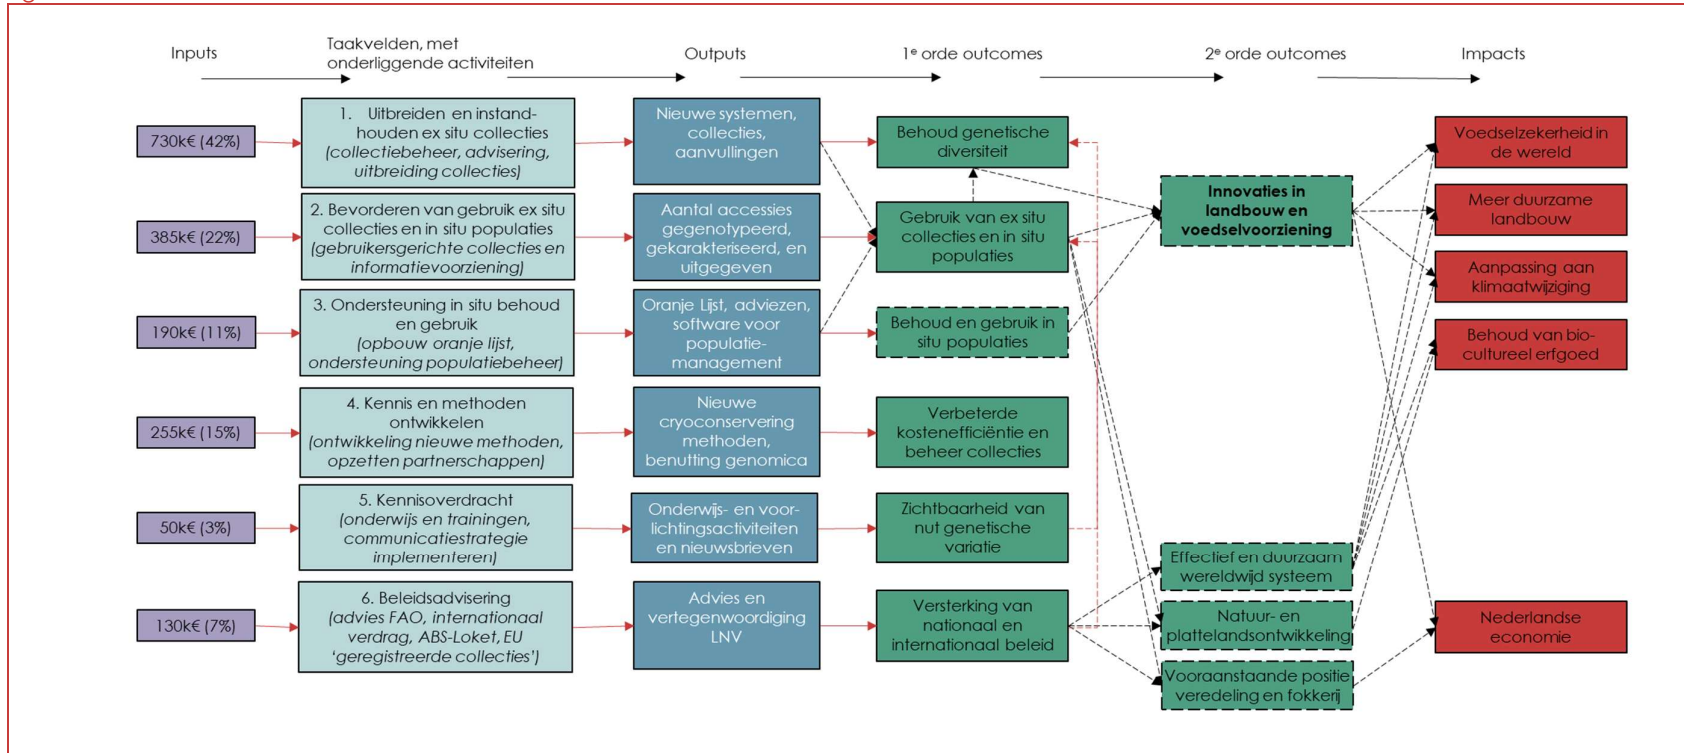 Inputs
Taakvelden, met
onderliggende activiteiten
Outputs
1e orde outcomes
2e orde outcomes
Impacts
730k€ (42%)
1. Uitbreiden en instand-
houden ex situ collecties
(collectiebeheer, advisering,
uitbreiding collecties)
Nieuwe systemen,
collecties,
aanvullingen
Behoud genetische
diversiteit
385k€ (22%)
2. Bevorderen van gebruik ex situ
collecties en in situ populaties
(gebruikersgerichte collecties en
informatievoorziening)
Aantal accessies
gegenotypeerd,
gekarakteriseerd, en
uitgegeven
Gebruik van ex situ
collecties en in situ
populaties
190k€ (11%)
3. Ondersteuning in situ behoud
en gebruik
(opbouw oranje lijst,
ondersteuning populatiebeheer)
Oranje Lijst, adviezen,
software voor
populatie-
management
Behoud en gebruik in
situ populaties
255k€ (15%)
4. Kennis en methoden
ontwikkelen
(ontwikkeling nieuwe methoden,
opzetten partnerschappen)
Nieuwe
cryoconservering
methoden,
benutting genomica
Verbeterde
kostenefficiëntie en
beheer collecties
50k€ (3%)
5. Kennisoverdracht
(onderwijs en trainingen,
communicatiestrategie
implementeren)
Onderwijs- en voor-
lichtingsactiviteiten
en nieuwsbrieven
Zichtbaarheid van
nut genetische
variatie
130k€ (7%)
6. Beleidsadvisering
(advies FAO, internationaal
verdrag, ABS-Loket, EU
‘geregistreerde collecties’)
Advies en
vertegenwoordiging
LNV
Versterking van
nationaal en
internationaal beleid
Innovaties in
landbouw en
voedselvoorziening
Effectief en duurzaam
wereldwijd systeem
Natuur- en
plattelandsontwikkeling
Vooraanstaande positie
veredeling en fokkerij
Voedselzekerheid in
de wereld
Meer duurzame
landbouw
Aanpassing aan
klimaatwijziging
Behoud van bio-
cultureel erfgoed
Nederlandse
economie